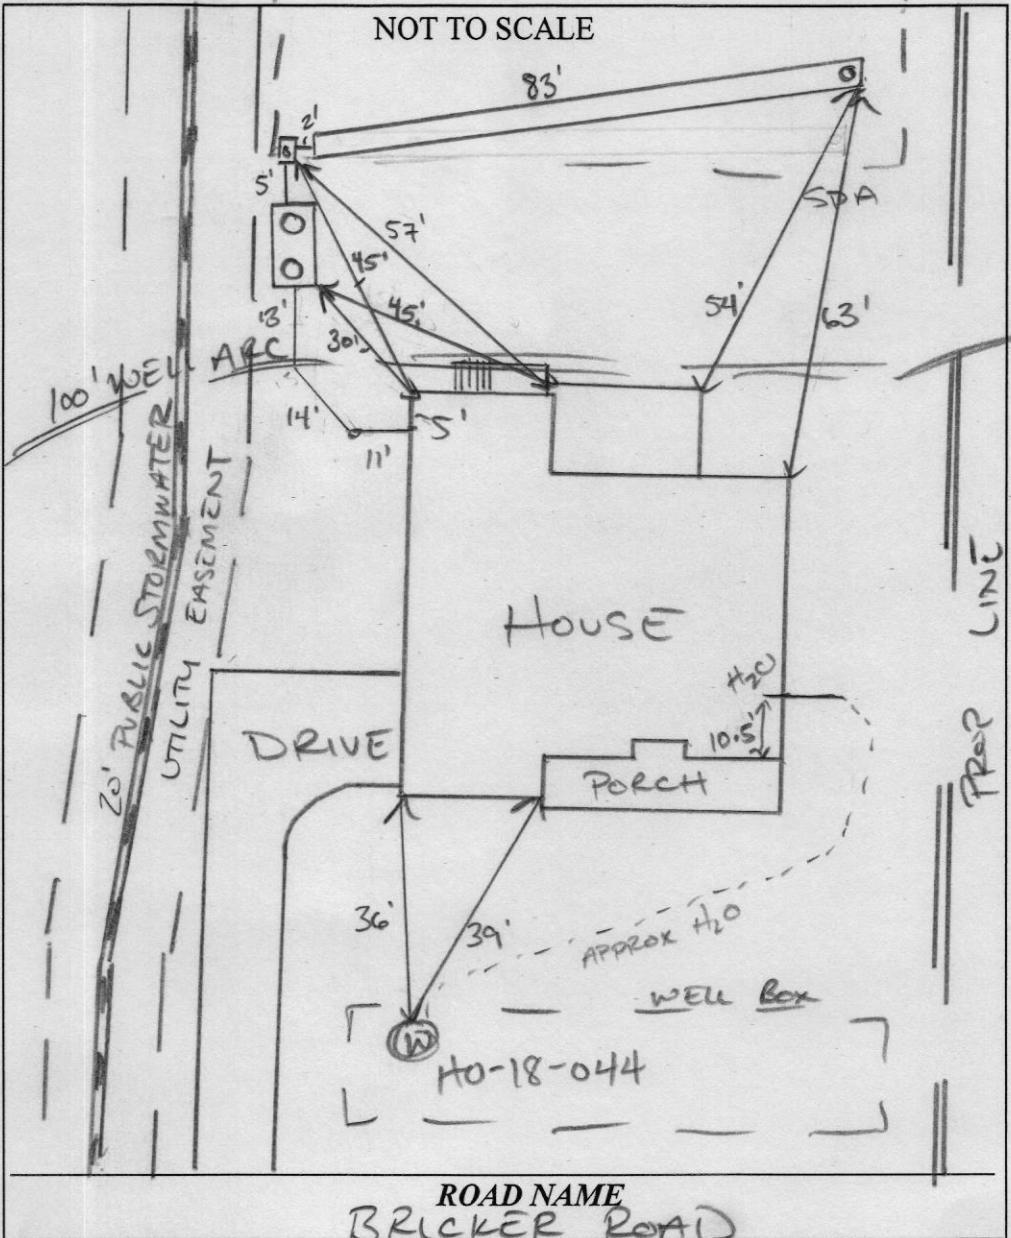 NOT TO SCALE
83'
2'
5'
57'
SDA
45'
45'
54'
63'
13'
30'
100' WELL ARC
14'
5'
11'
20' PUBLIC STORMWATER
UTILITY EASEMENT
HOUSE
PROP LINE
H2O
DRIVE
10.5'
PORCH
36'
39'
APPROX H2O
WELL BOX
W
HO-18-044
ROAD NAME
BRICKER ROAD